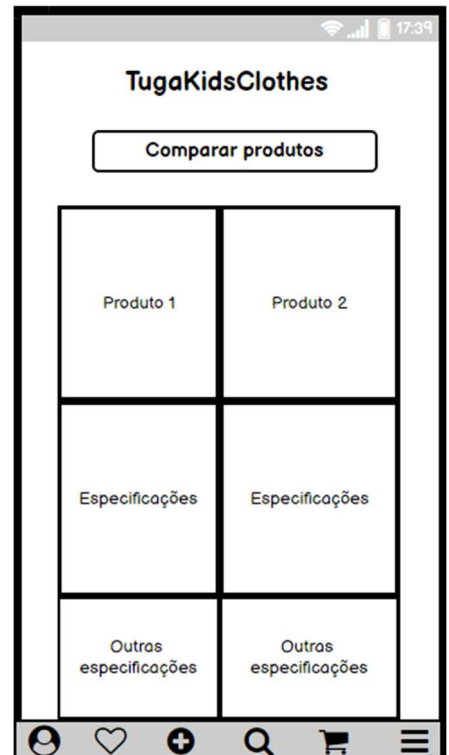 17:39
TugaKidsClothes
Comparar produtos
Produto 1
Produto 2
Especificações
Especificações
Outras
especificações
Outras
especificações